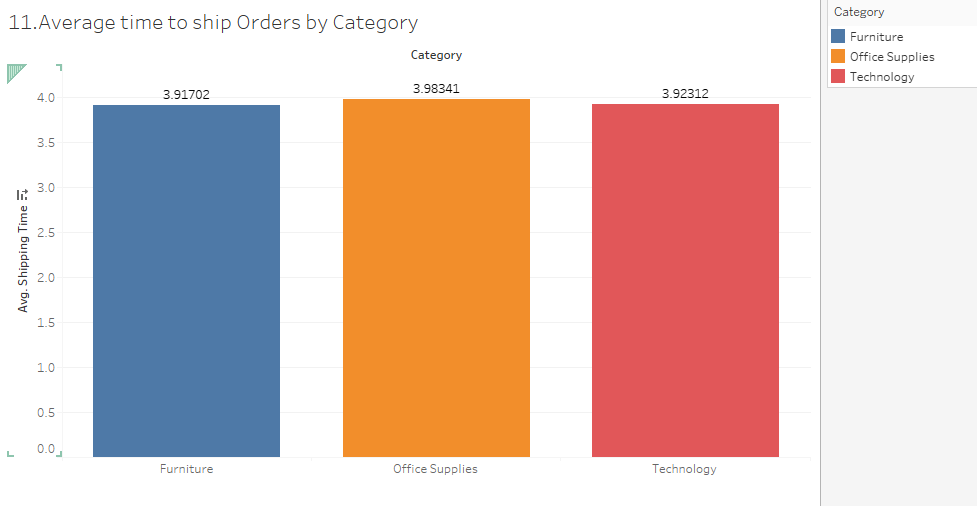 11.Average time to ship Orders by Category
Category
Furniture
Office Supplies
Technology
Category
Avg. Shipping Time
4.0
3.5
3.0
2.5
2.0
1.5
1.0
0.5
0.0
3.91702
3.98341
3.92312
Furniture
Office Supplies
Technology